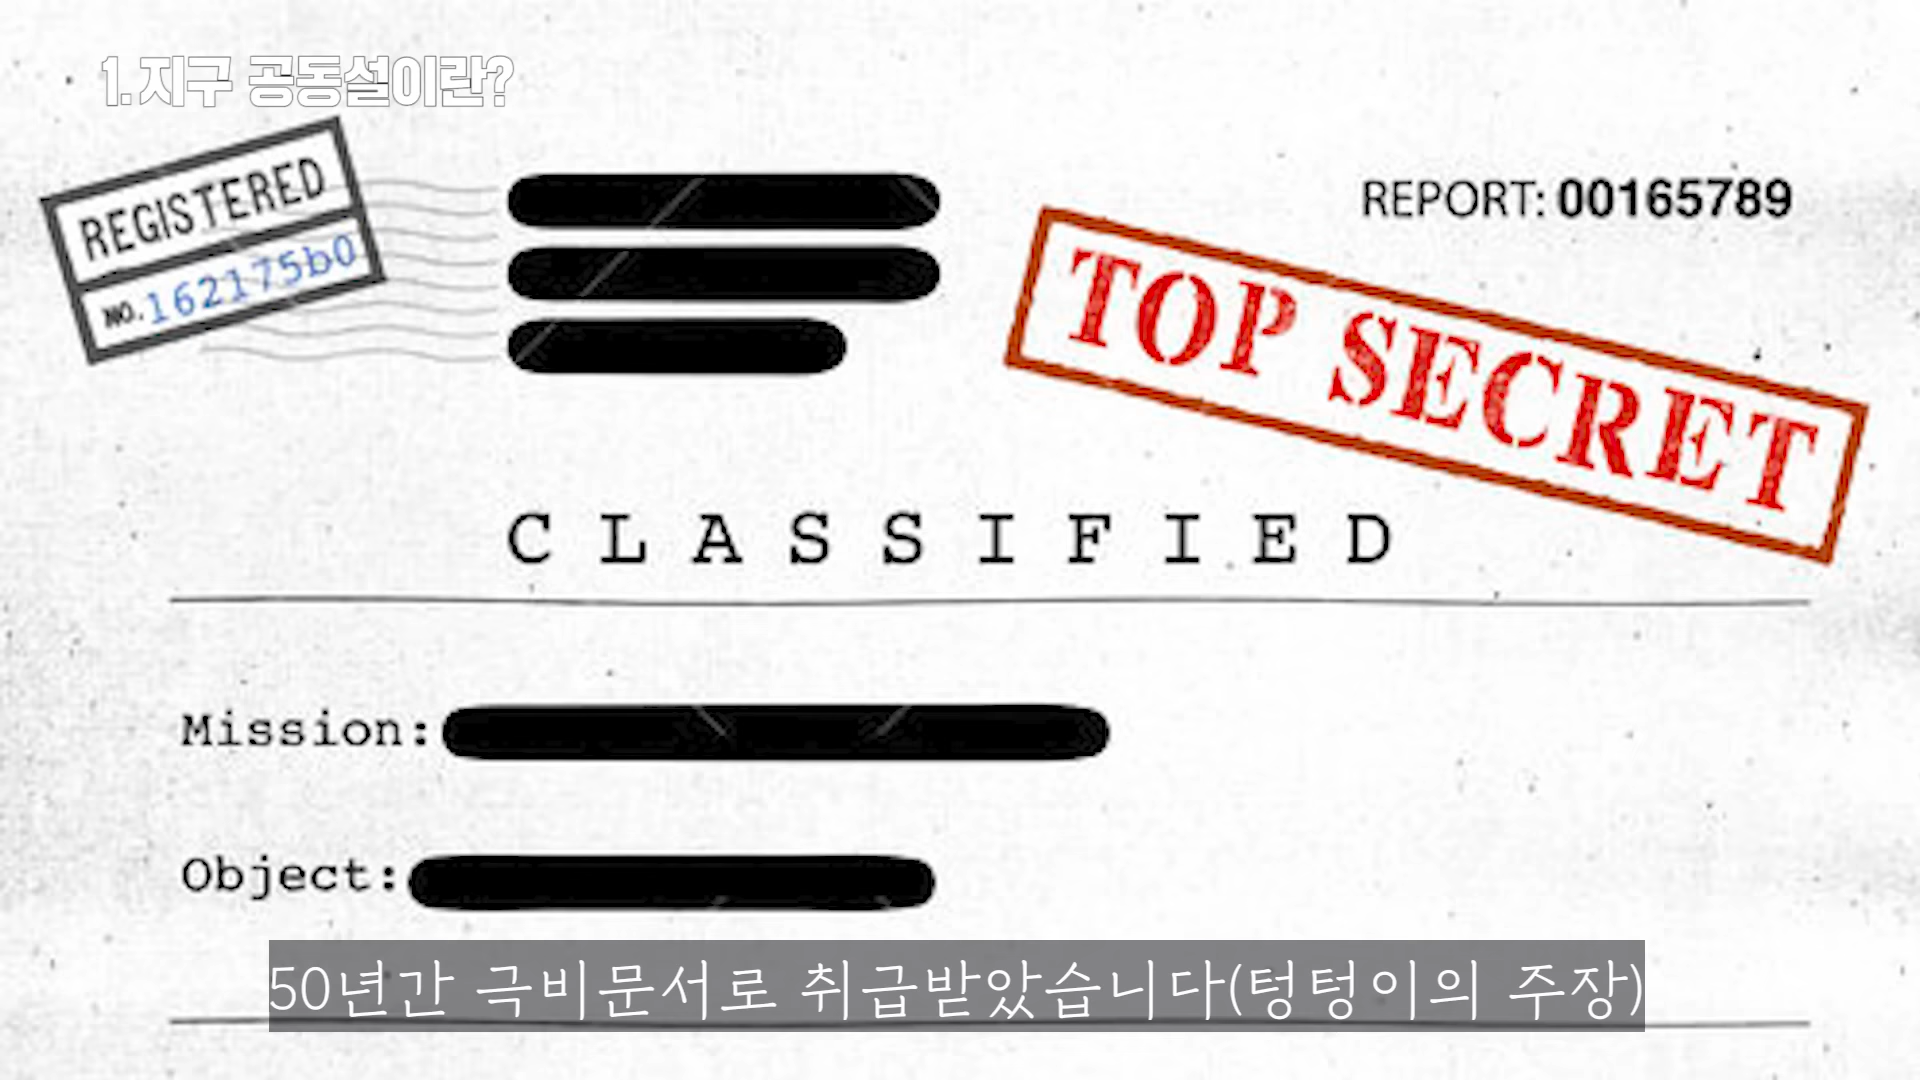 1.지구 공동설이란?
REGISTERED
NO.162175b0
REPORT: 00165789
TOP SECRET
CLASSIFIED
Mission:
Object:
50년간 극비문서로 취급받았습니다(텅텅이의 주장)